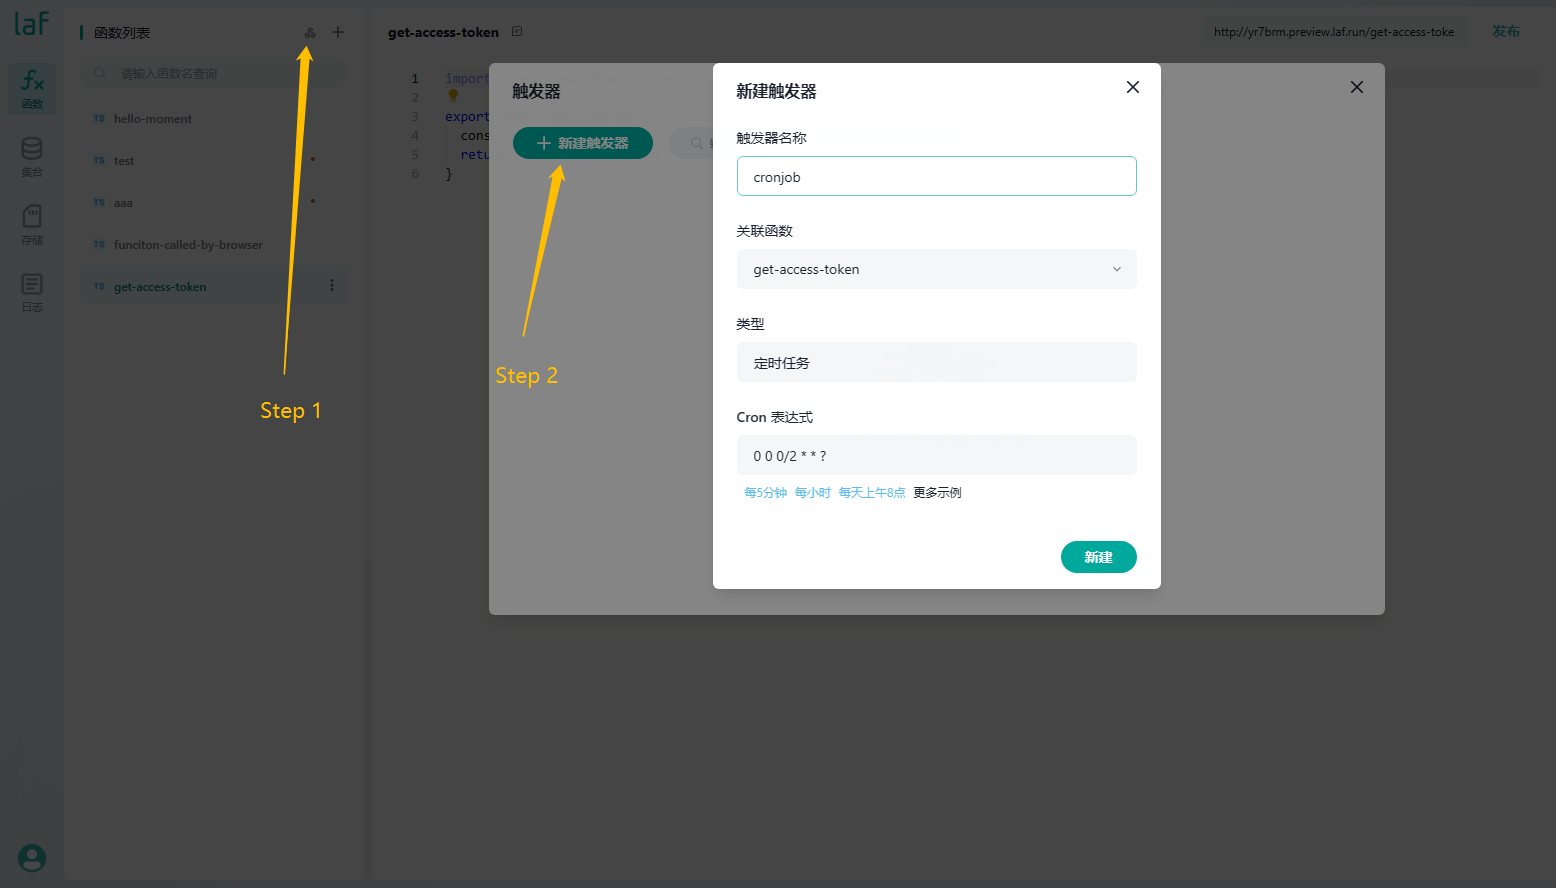 laf
函数列表
请输入函数名查询
函数
集合
存储
日志
TS hello-moment
TS test
TS aaa
TS funciton-called-by-browser
TS get-access-token
Step 1
get-access-token
http://yr7brm.preview.laf.run/get-access-toke
发布
1 import
2
3 export
4 cons
5 retu
6 }
触发器
新建触发器
Step 2
新建触发器
触发器名称
cronjob
关联函数
get-access-token
类型
定时任务
Cron 表达式
0 0 0/2 * * ?
每5分钟 每小时 每天上午8点 更多示例
新建